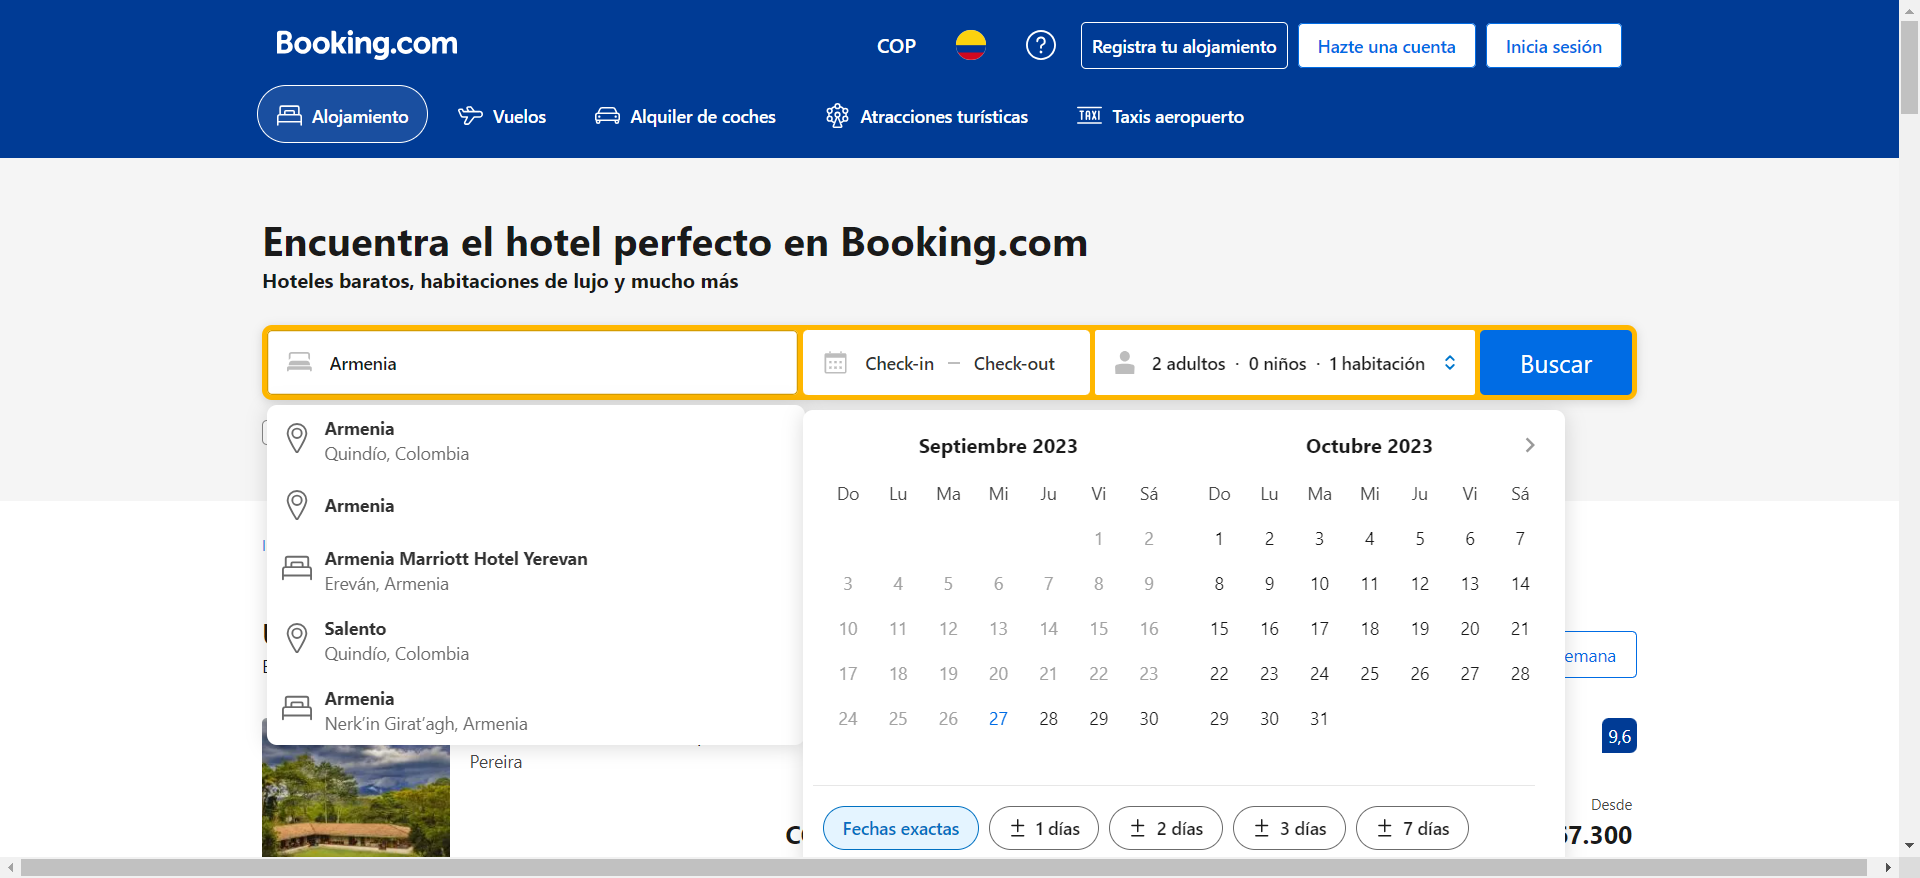 Booking.com
COP
Registra tu alojamiento
Hazte una cuenta
Inicia sesión
Alojamiento
Vuelos
Alquiler de coches
Atracciones turísticas
TAXI Taxis aeropuerto
Encuentra el hotel perfecto en Booking.com
Hoteles baratos, habitaciones de lujo y mucho más
Armenia
Check-in — Check-out
2 adultos · 0 niños · 1 habitación
Buscar
Armenia
Quindío, Colombia
Armenia
Armenia Marriott Hotel Yerevan
Ereván, Armenia
Salento
Quindío, Colombia
Armenia
Nerk’in Girat’agh, Armenia
Septiembre 2023
Do Lu Ma Mi Ju Vi Sá
1 2
3 4 5 6 7 8 9
10 11 12 13 14 15 16
17 18 19 20 21 22 23
24 25 26 27 28 29 30
Octubre 2023
Do Lu Ma Mi Ju Vi Sá
1 2 3 4 5 6 7
8 9 10 11 12 13 14
15 16 17 18 19 20 21
22 23 24 25 26 27 28
29 30 31
Fechas exactas
± 1 días
± 2 días
± 3 días
± 7 días
emana
9,6
Pereira
Desde
57.300